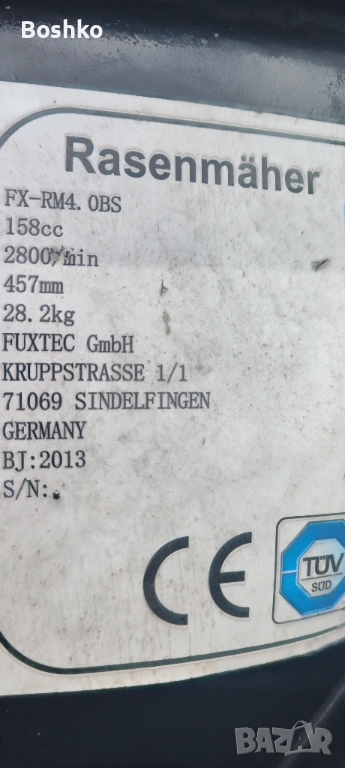 Boshko
Rasenmäher
FX-RM4.0BS
158cc
2800/min
457mm
28.2kg
FUXTEC GmbH
KRUPPSTRASSE 1/1
71069 SINDELFINGEN
GERMANY
BJ:2013
S/N:.
CE
TÜV
SÜD
BAZAR